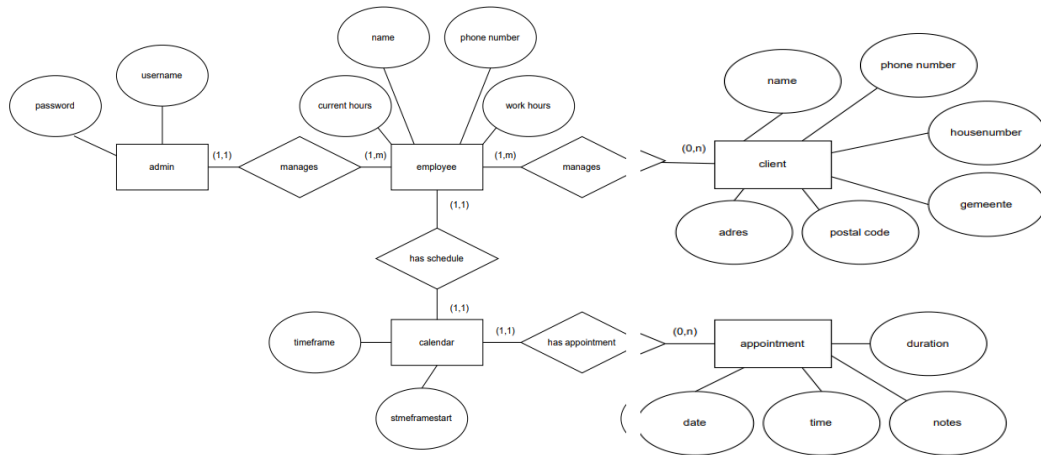 name
phone number
username
password
current hours
work hours
name
phone number
housenumber
gemeente
adres
postal code
admin
(1,1)
manages
(1,m)
employee
(1,m)
manages
(0,n)
client
(1,1)
has schedule
(1,1)
timeframe
calendar
(1,1)
has appointment
(0,n)
appointment
duration
stmeframestart
date
time
notes